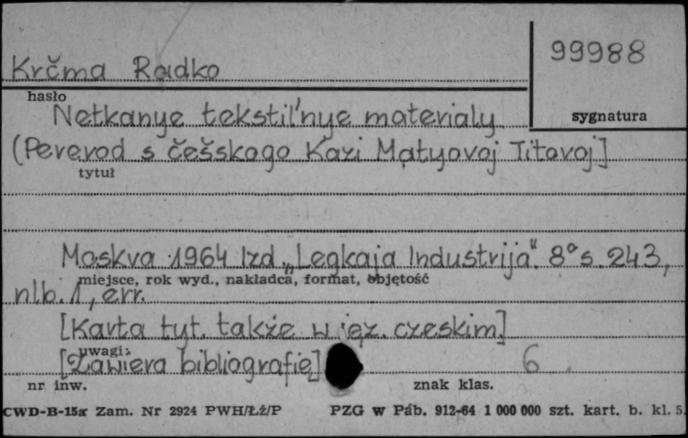 99988
Krčma Radko
hasło
Netkanye tekstil'nye materialy
sygnatura
(Perevod s češskogo Kazi Matyovoj Titovoj]
tytuł
Moskva 1964 Izd. „Legkaja Industrija". 8° s. 243,
miejsce, rok wyd., nakładca, format, objętość
nlb. 1, err.
[Karta tyt. także w jęz. czeskim]
uwagi:
[Zawiera bibliografię]
6
nr inw.
znak klas.
CWD-B-15a Zam. Nr 2924 PWH/ŁŻ/P PZG w Pab. 912-64 1 000 000 szt. kart. b. kl. 5